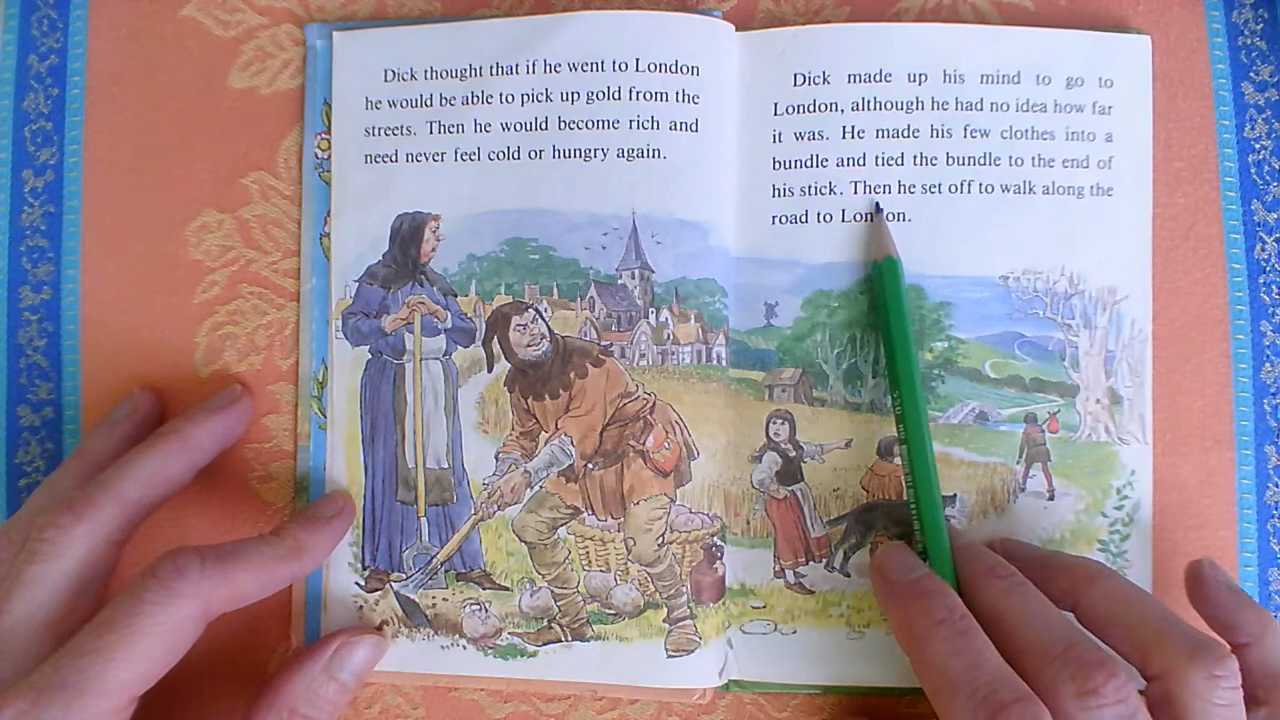 Dick thought that if he went to London
he would be able to pick up gold from the
streets. Then he would become rich and
need never feel cold or hungry again.
Dick made up his mind to go to
London, although he had no idea how far
it was. He made his few clothes into a
bundle and tied the bundle to the end of
his stick. Then he set off to walk along the
road to London.